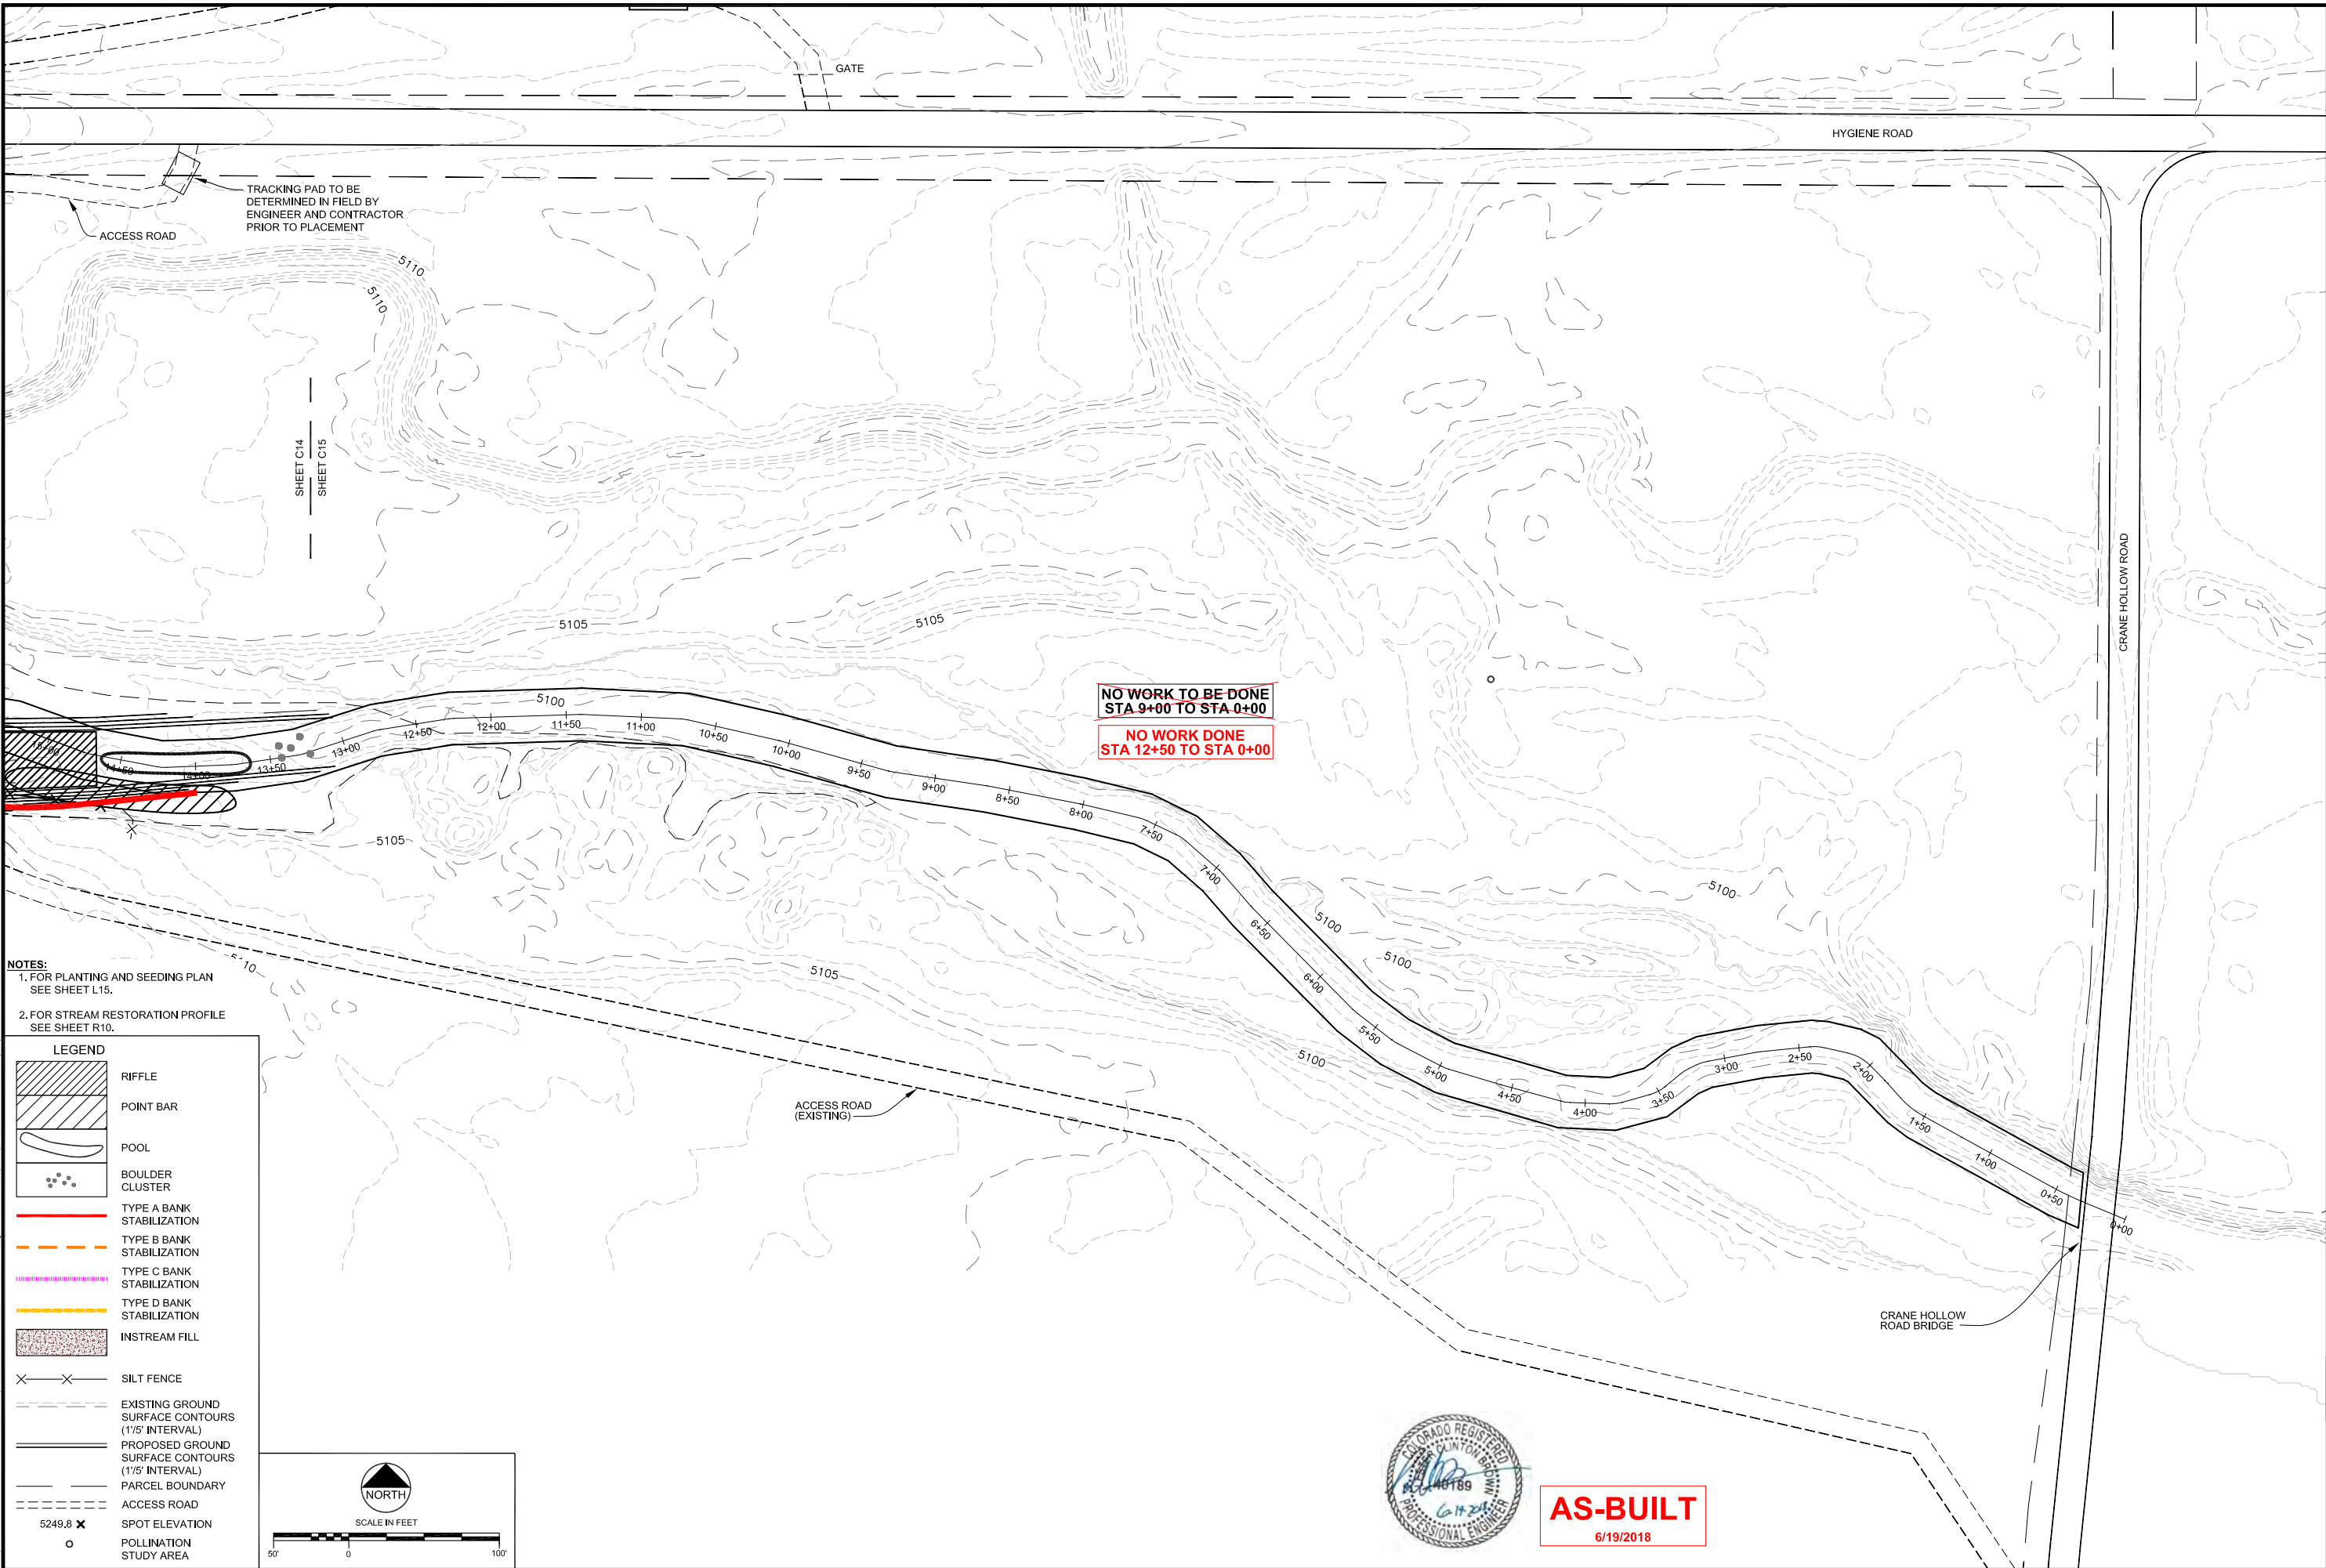 GATE
HYGIENE ROAD
TRACKING PAD TO BE
DETERMINED IN FIELD BY
ENGINEER AND CONTRACTOR
PRIOR TO PLACEMENT
ACCESS ROAD
5110
5110
SHEET C14
SHEET C15
CRANE HOLLOW ROAD
5105
5105
NO WORK TO BE DONE
STA 9+00 TO STA 0+00
NO WORK DONE
STA 12+50 TO STA 0+00
5100
15+00
14+50
14+00
13+50
13+00
12+50
12+00
11+50
11+00
10+50
10+00
9+50
9+00
8+50
8+00
7+50
7+00
6+50
6+00
5+50
5+00
4+50
4+00
3+50
3+00
2+50
2+00
1+50
1+00
0+50
0+00
5105
5100
5100
5100
5110
5105
5100
ACCESS ROAD
(EXISTING)
CRANE HOLLOW
ROAD BRIDGE
NOTES:
1. FOR PLANTING AND SEEDING PLAN
SEE SHEET L15.
2. FOR STREAM RESTORATION PROFILE
SEE SHEET R10.
LEGEND
RIFFLE
POINT BAR
POOL
BOULDER
CLUSTER
TYPE A BANK
STABILIZATION
TYPE B BANK
STABILIZATION
TYPE C BANK
STABILIZATION
TYPE D BANK
STABILIZATION
INSTREAM FILL
SILT FENCE
EXISTING GROUND
SURFACE CONTOURS
(1'/5' INTERVAL)
PROPOSED GROUND
SURFACE CONTOURS
(1'/5' INTERVAL)
PARCEL BOUNDARY
ACCESS ROAD
5249.8 SPOT ELEVATION
POLLINATION
STUDY AREA
NORTH
SCALE IN FEET
50' 0 100'
COLORADO REGISTERED
CLINTON BROWN
40189
6-19-2018
PROFESSIONAL ENGINEER
AS-BUILT
6/19/2018